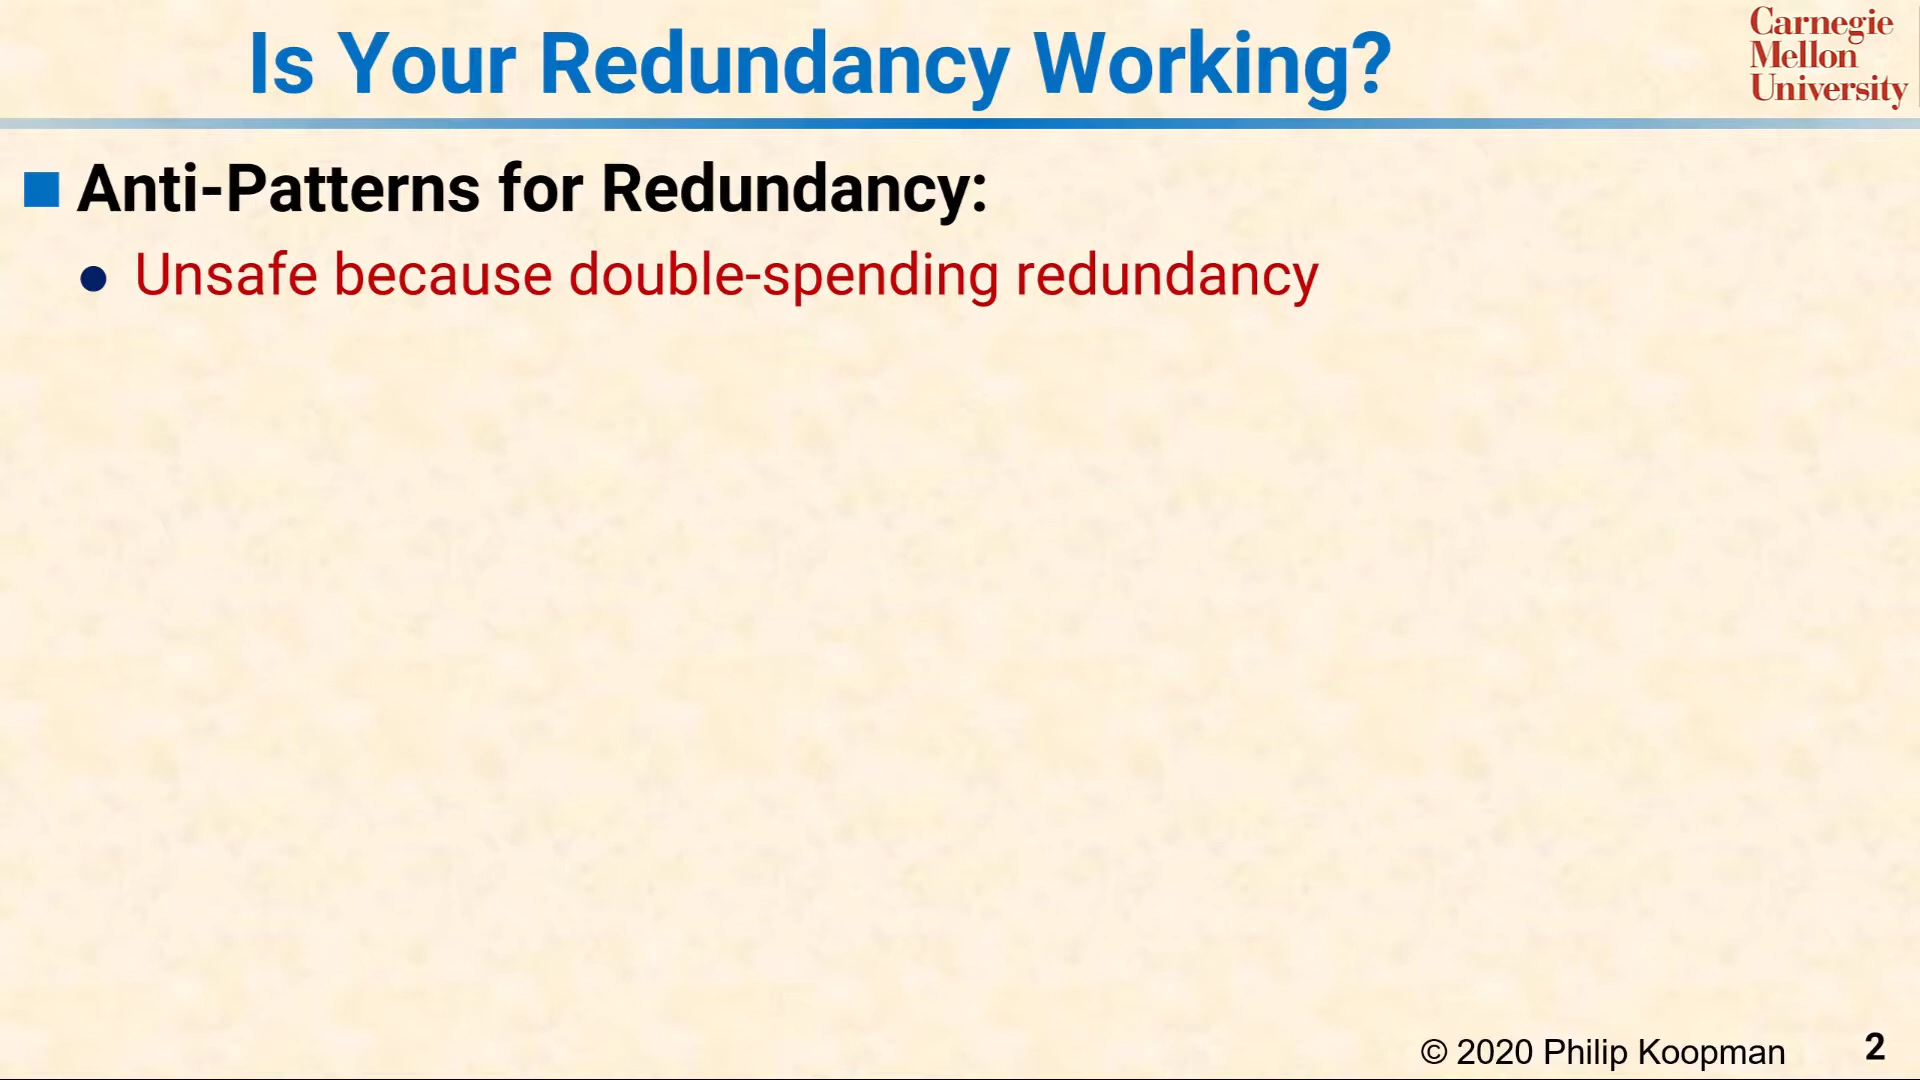 Is Your Redundancy Working?
Carnegie
Mellon
University
Anti-Patterns for Redundancy:
Unsafe because double-spending redundancy
© 2020 Philip Koopman
2